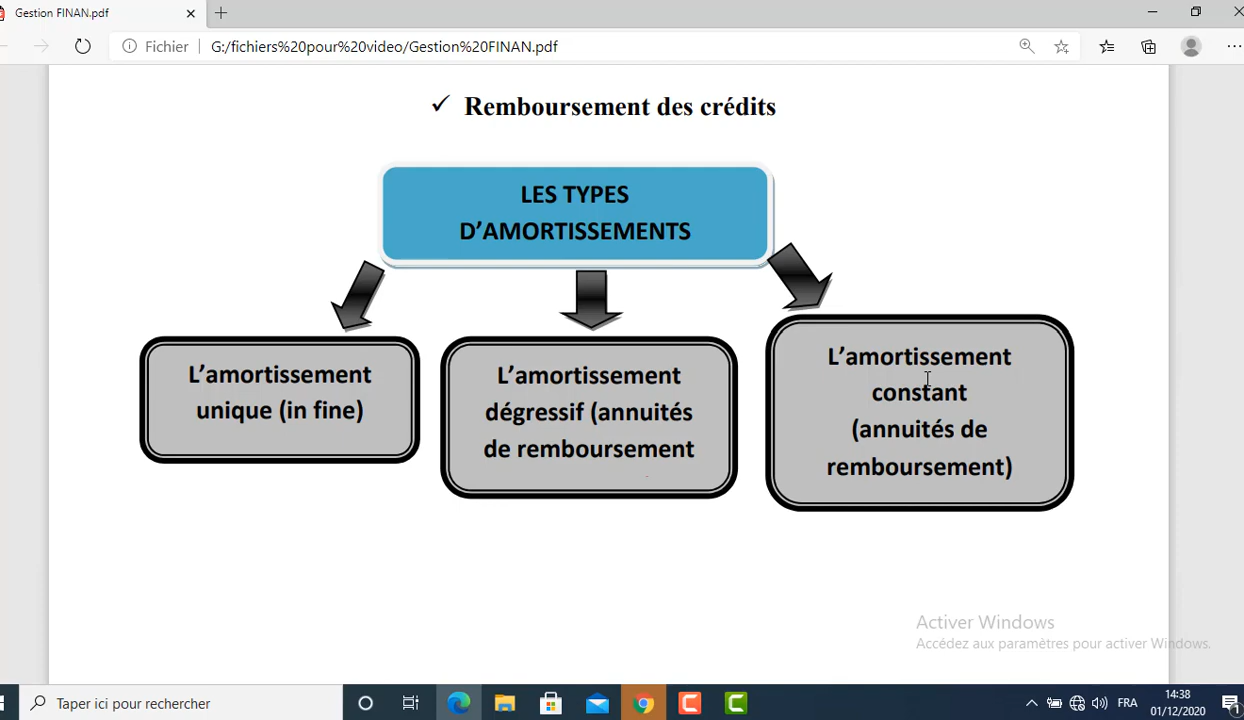 Gestion FINAN.pdf
Fichier
G:/fichiers%20pour%20video/Gestion%20FINAN.pdf
✓ Remboursement des crédits
LES TYPES
D'AMORTISSEMENTS
L'amortissement
unique (in fine)
L'amortissement
dégressif (annuités
de remboursement
L'amortissement
constant
(annuités de
remboursement)
Activer Windows
Accédez aux paramètres pour activer Windows.
Taper ici pour rechercher
FRA
14:38
01/12/2020
1